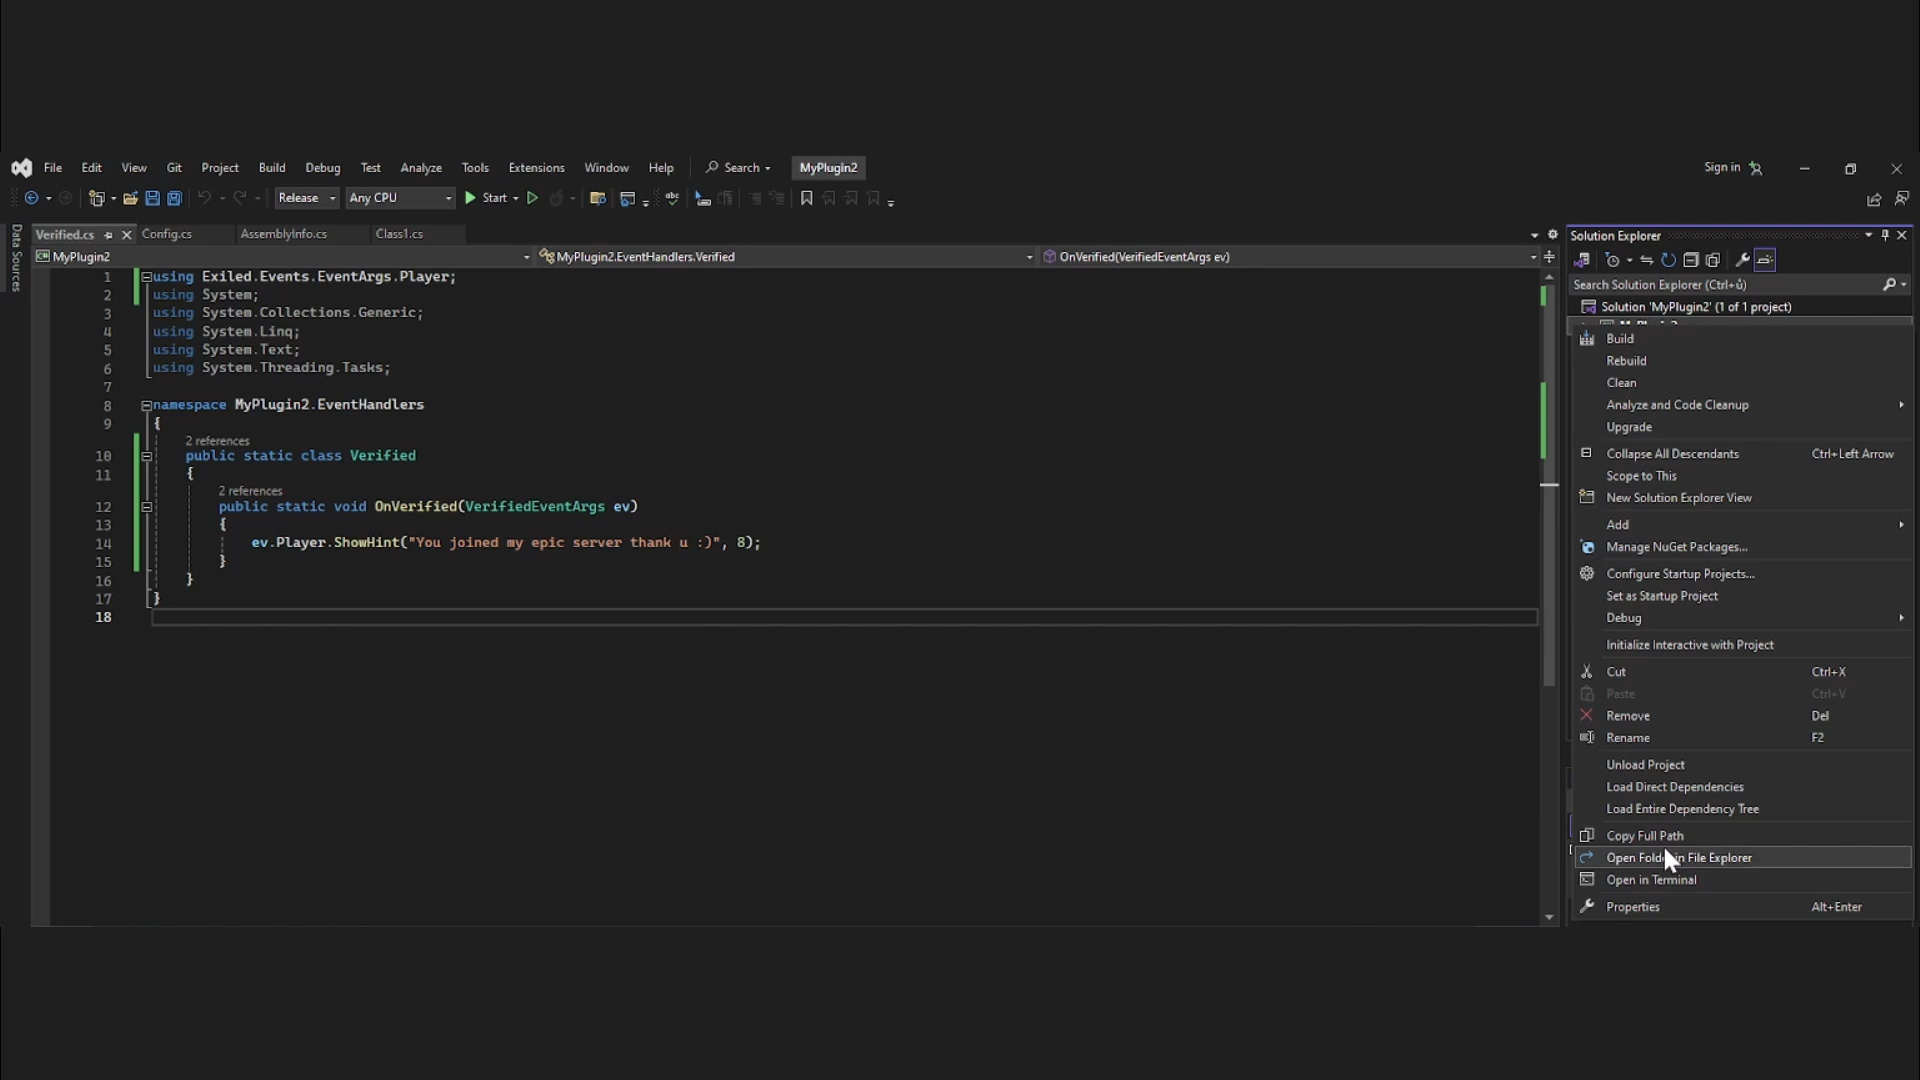 File Edit View Git Project Build Debug Test Analyze Tools Extensions Window Help Search MyPlugin2 Sign in
Release Any CPU Start
Data Sources
Verified.cs Config.cs AssemblyInfo.cs Class1.cs
MyPlugin2 MyPlugin2.EventHandlers.Verified OnVerified(VerifiedEventArgs ev)
1 using Exiled.Events.EventArgs.Player;
2 using System;
3 using System.Collections.Generic;
4 using System.Linq;
5 using System.Text;
6 using System.Threading.Tasks;
7
8 namespace MyPlugin2.EventHandlers
9 {
2 references
10 public static class Verified
11 {
2 references
12 public static void OnVerified(VerifiedEventArgs ev)
13 {
14 ev.Player.ShowHint("You joined my epic server thank u :)", 8);
15 }
16 }
17 }
18
Solution Explorer
Search Solution Explorer (Ctrl+ů)
Solution 'MyPlugin2' (1 of 1 project)
Build
Rebuild
Clean
Analyze and Code Cleanup
Upgrade
Collapse All Descendants Ctrl+Left Arrow
Scope to This
New Solution Explorer View
Add
Manage NuGet Packages...
Configure Startup Projects...
Set as Startup Project
Debug
Initialize Interactive with Project
Cut Ctrl+X
Paste Ctrl+V
Remove Del
Rename F2
Unload Project
Load Direct Dependencies
Load Entire Dependency Tree
Copy Full Path
Open Folder in File Explorer
Open in Terminal
Properties Alt+Enter